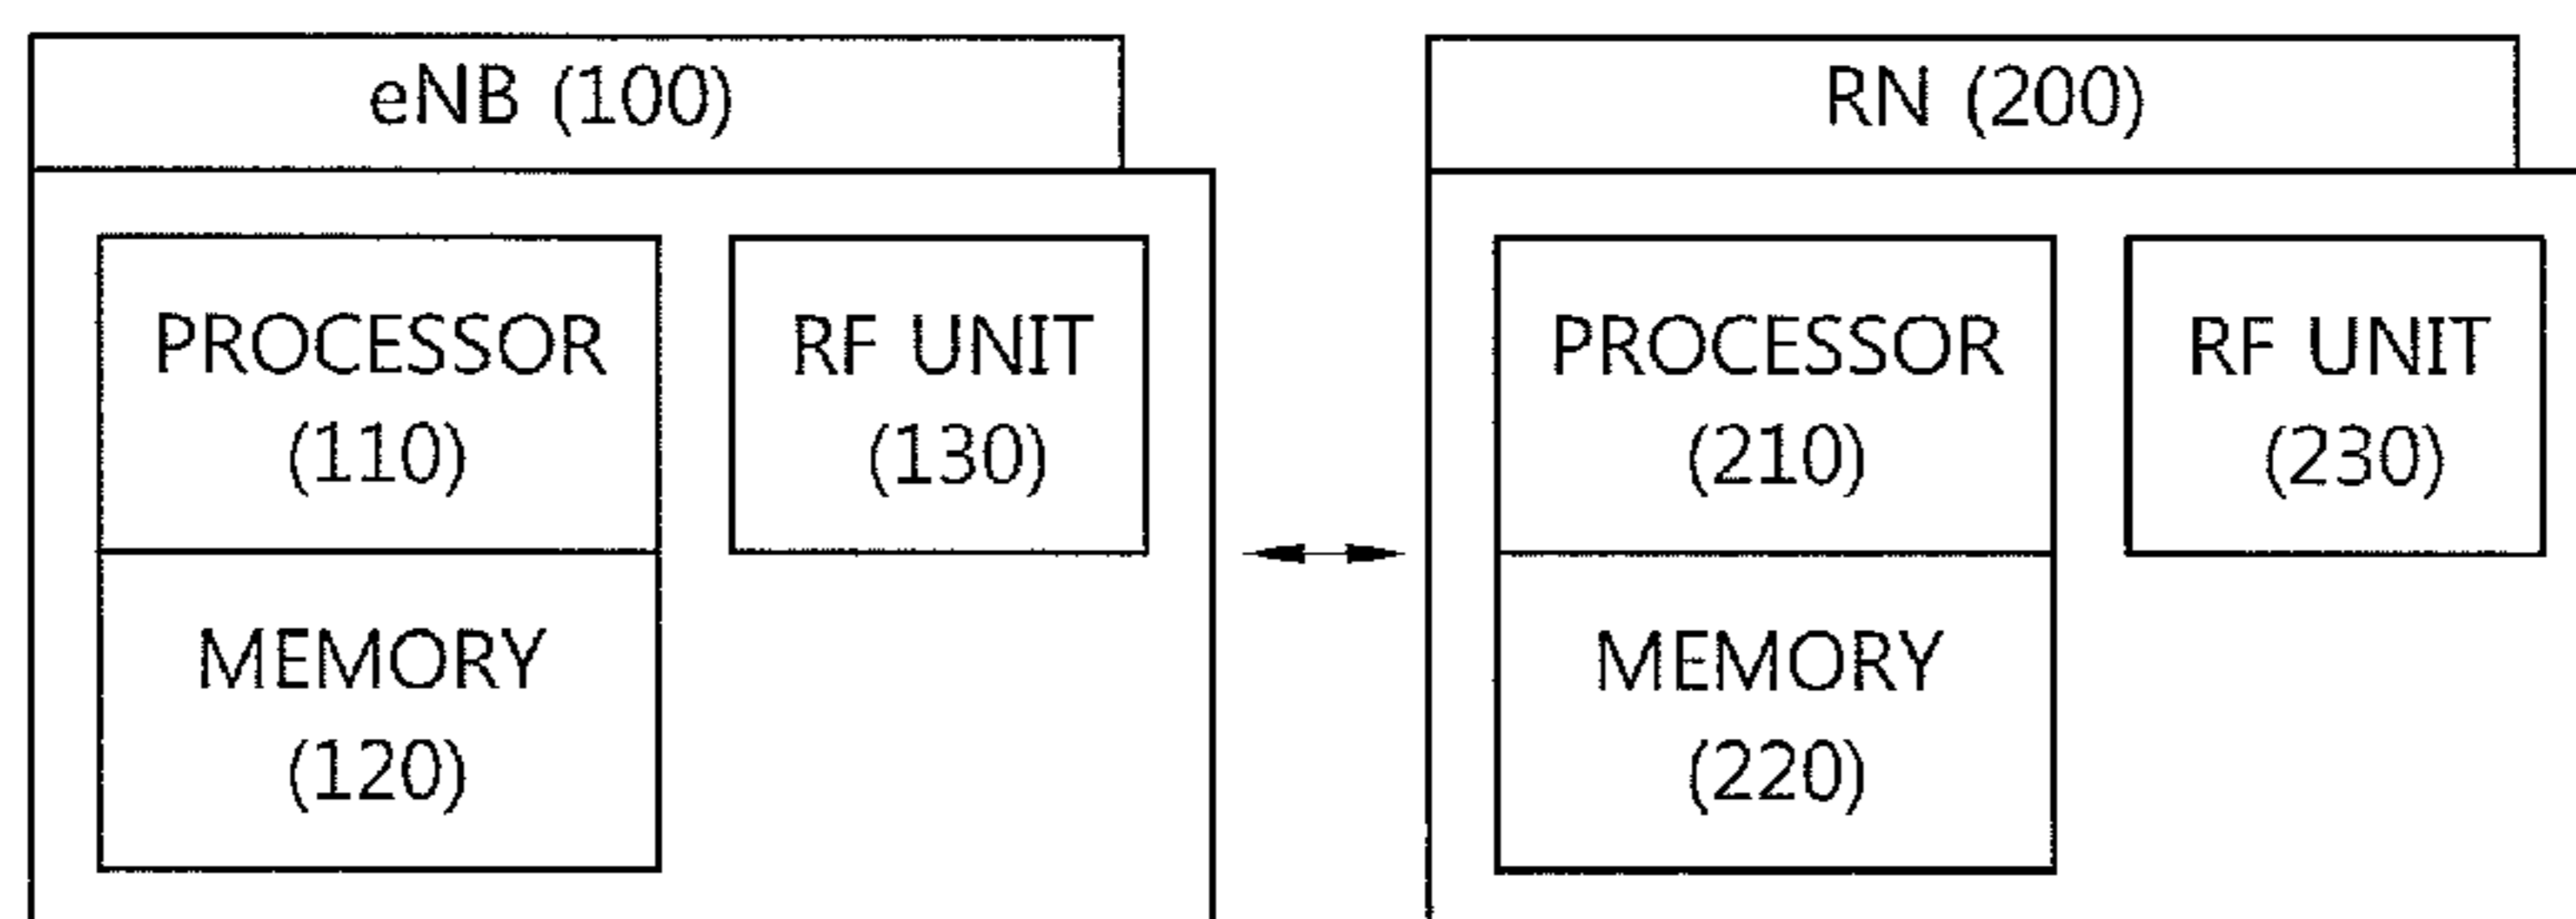 eNB (100)
PROCESSOR
(110)
RF UNIT
(130)
MEMORY
(120)
RN (200)
PROCESSOR
(210)
RF UNIT
(230)
MEMORY
(220)